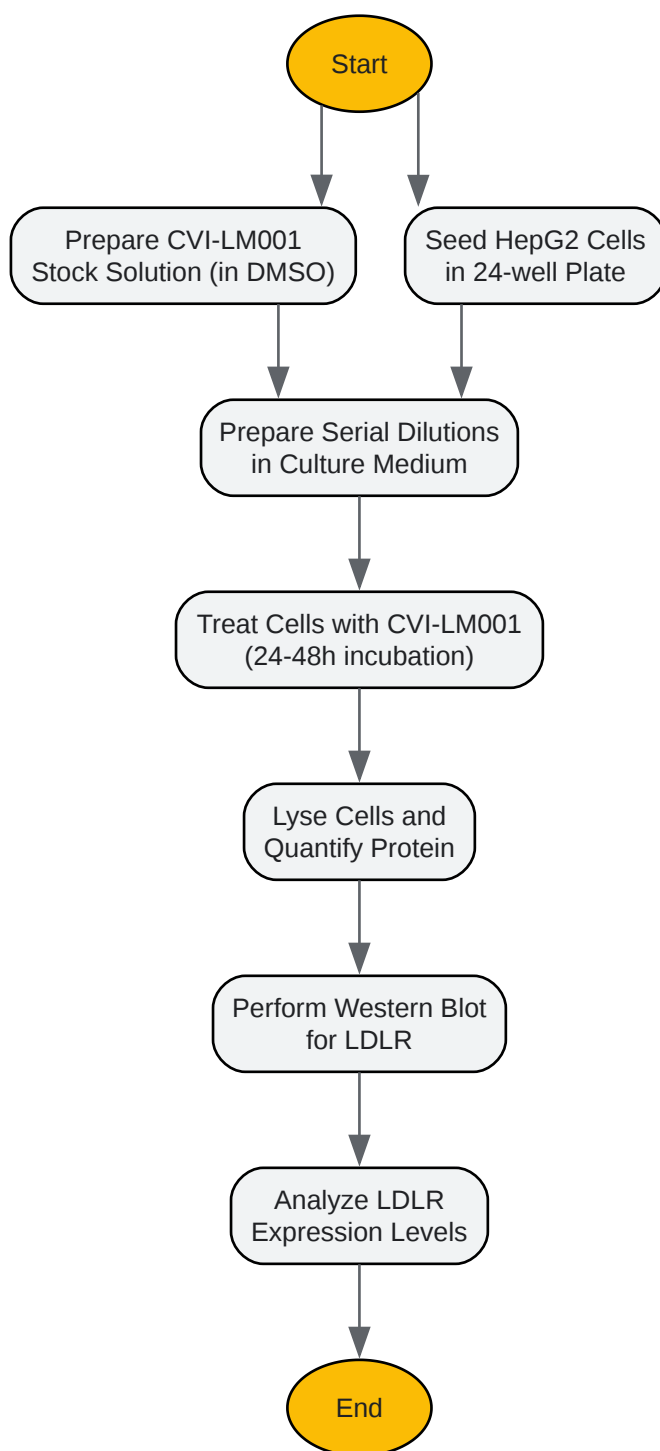 Start
Prepare CVI-LM001
Stock Solution (in DMSO)
Seed HepG2 Cells
in 24-well Plate
Prepare Serial Dilutions
in Culture Medium
Treat Cells with CVI-LM001
(24-48h incubation)
Lyse Cells and
Quantify Protein
Perform Western Blot
for LDLR
Analyze LDLR
Expression Levels
End